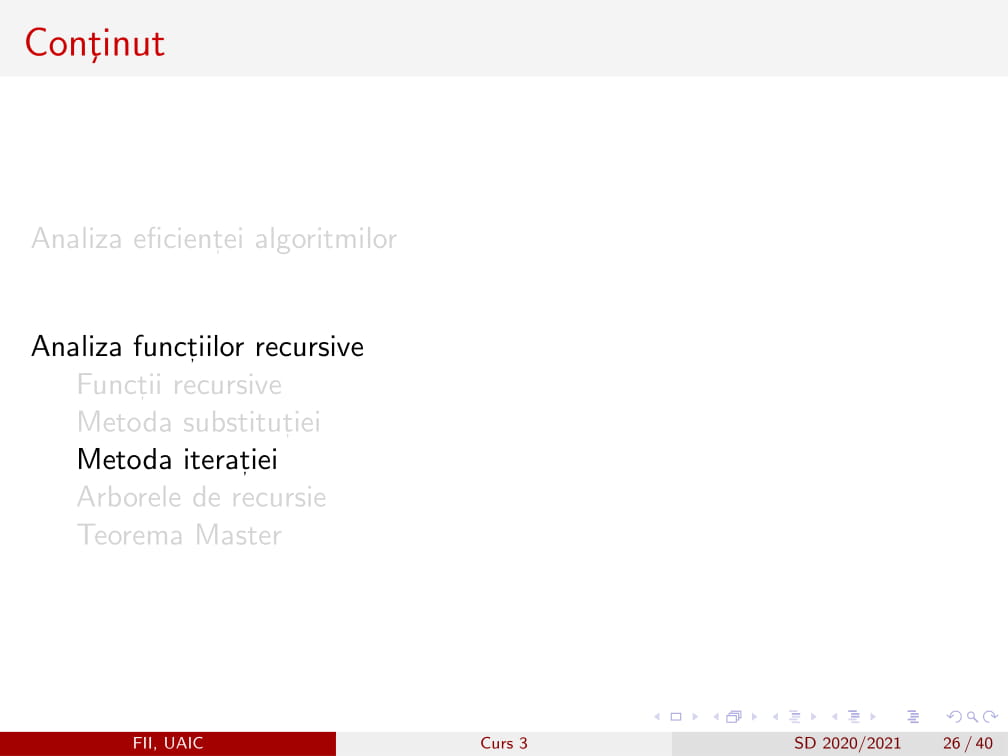 Conținut
Analiza eficienței algoritmilor
Analiza funcțiilor recursive
Funcții recursive
Metoda substituției
Metoda iterației
Arborele de recursie
Teorema Master
FII, UAIC
Curs 3
SD 2020/2021
26 / 40